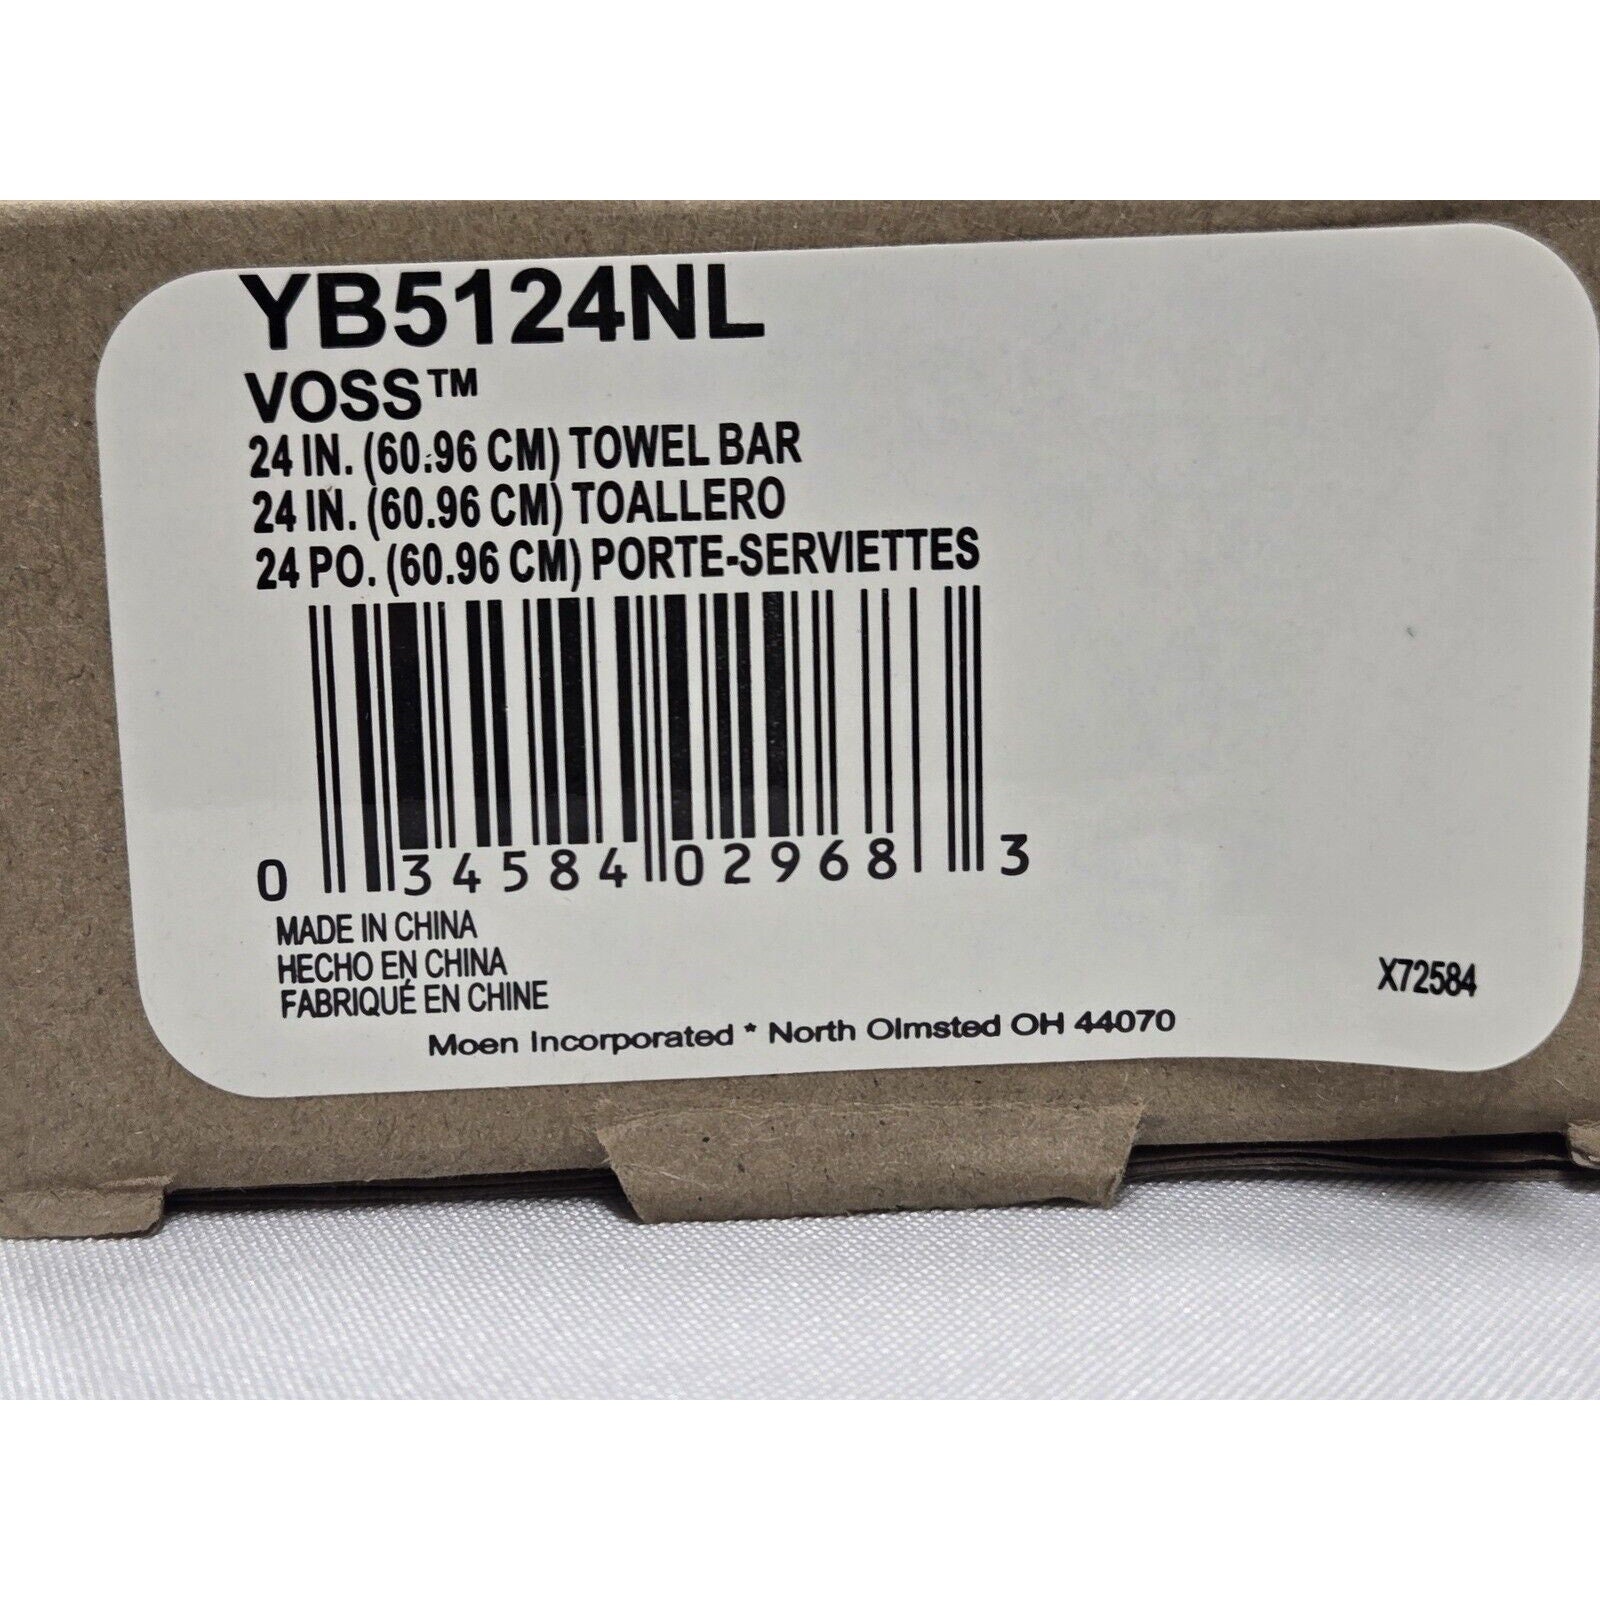 YB5124NL
VOSS™
24 IN. (60.96 CM) TOWEL BAR
24 IN. (60.96 CM) TOALLERO
24 PO. (60.96 CM) PORTE-SERVIETTES
0 34584 02968 3
MADE IN CHINA
HECHO EN CHINA
FABRIQUÉ EN CHINE
X72584
Moen Incorporated * North Olmsted OH 44070